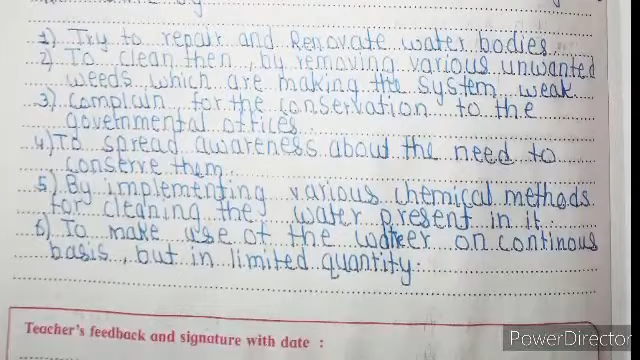 1) Try to repair and Renovate water bodies
2) To clean then, by removing various unwanted
weeds which are making the system weak
3) complain for the conservation to the
governmental offices.
4) To spread awareness about the need to
conserve them.
5) By implementing various chemical methods
for cleaning they water present in it.
6) To make use of the water on continous
basis, but in limited quantity.
Teacher's feedback and signature with date :
PowerDirector